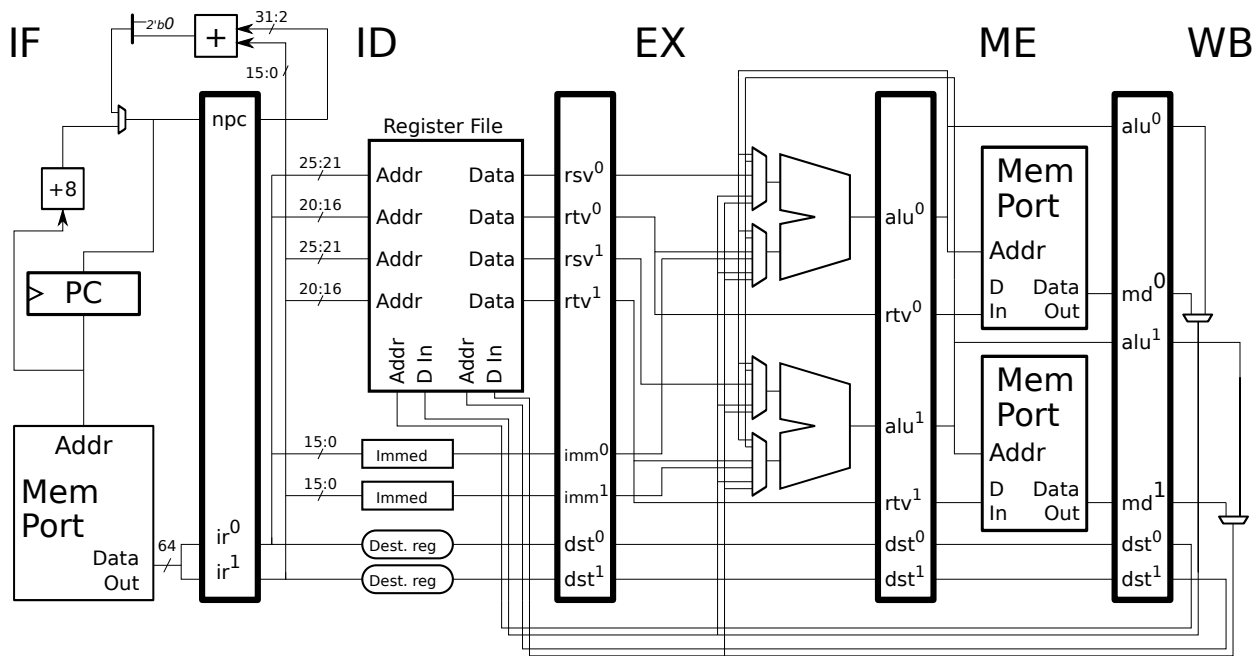 IF
ID
EX
ME
WB
2'b0
+
31:2
15:0
npc
+8
PC
Addr
Mem
Port
Data
Out
64
ir0
ir1
Register File
25:21
Addr
Data
20:16
Addr
Data
25:21
Addr
Data
20:16
Addr
Data
Addr
D In
Addr
D In
15:0
Immed
15:0
Immed
Dest. reg
Dest. reg
rsv0
rtv0
rsv1
rtv1
imm0
imm1
dst0
dst1
alu0
rtv0
alu1
rtv1
dst0
dst1
Mem
Port
Addr
D
In
Data
Out
Mem
Port
Addr
D
In
Data
Out
alu0
md0
alu1
md1
dst0
dst1